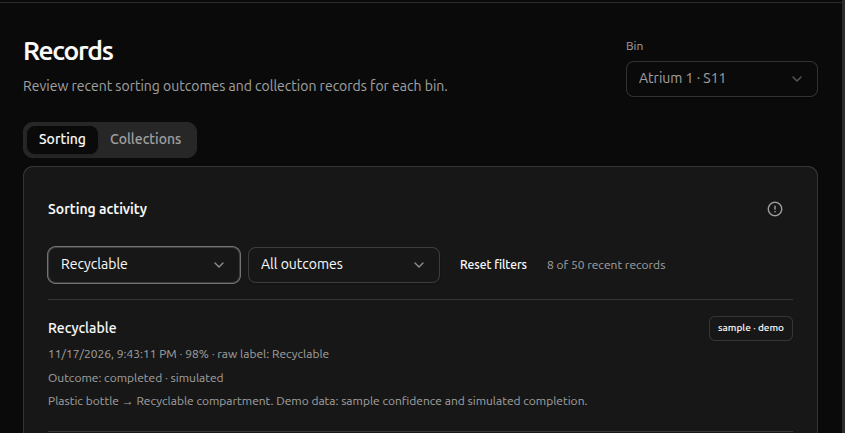 Records
Bin
Review recent sorting outcomes and collection records for each bin.
Atrium 1 · S11
Sorting Collections
Sorting activity
Recyclable All outcomes Reset filters 8 of 50 recent records
Recyclable sample · demo
11/17/2026, 9:43:11 PM · 98% · raw label: Recyclable
Outcome: completed · simulated
Plastic bottle → Recyclable compartment. Demo data: sample confidence and simulated completion.